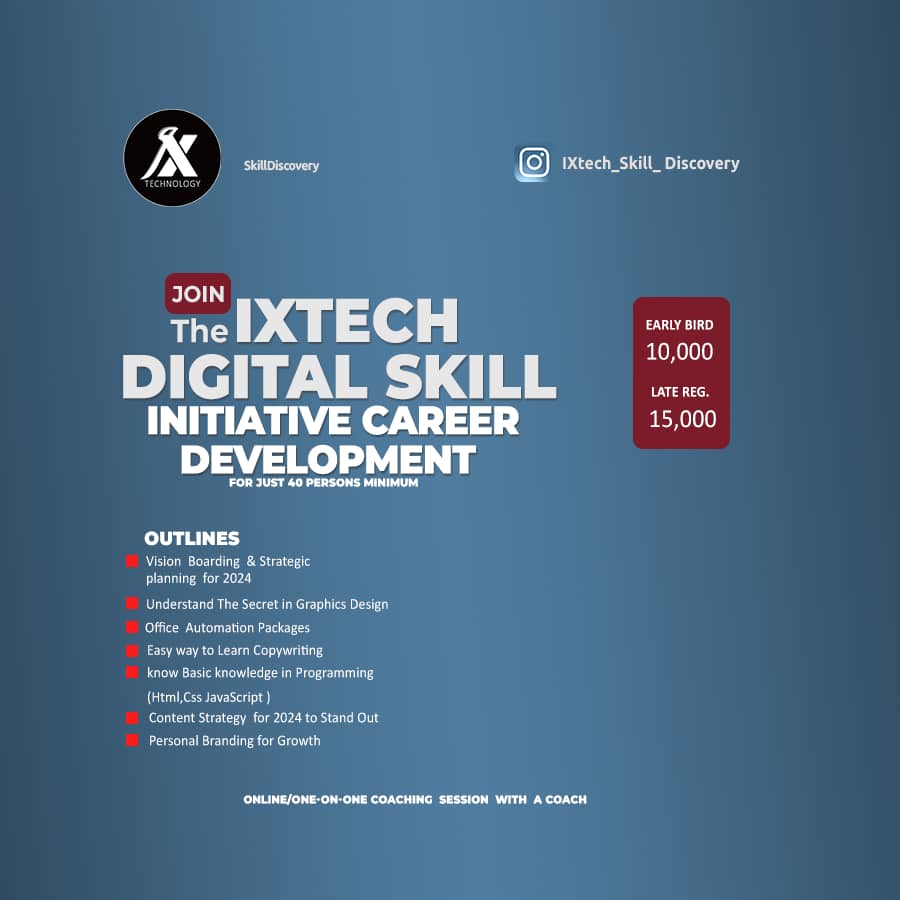 X
TECHNOLOGY
SkillDiscovery
IXtech_Skill_ Discovery
JOIN
The IXTECH
DIGITAL SKILL
INITIATIVE CAREER
DEVELOPMENT
FOR JUST 40 PERSONS MINIMUM
EARLY BIRD
10,000
LATE REG.
15,000
OUTLINES
Vision Boarding & Strategic
planning for 2024
Understand The Secret in Graphics Design
Office Automation Packages
Easy way to Learn Copywriting
know Basic knowledge in Programming
(Html,Css JavaScript )
Content Strategy for 2024 to Stand Out
Personal Branding for Growth
ONLINE/ONE-ON-ONE COACHING SESSION WITH A COACH